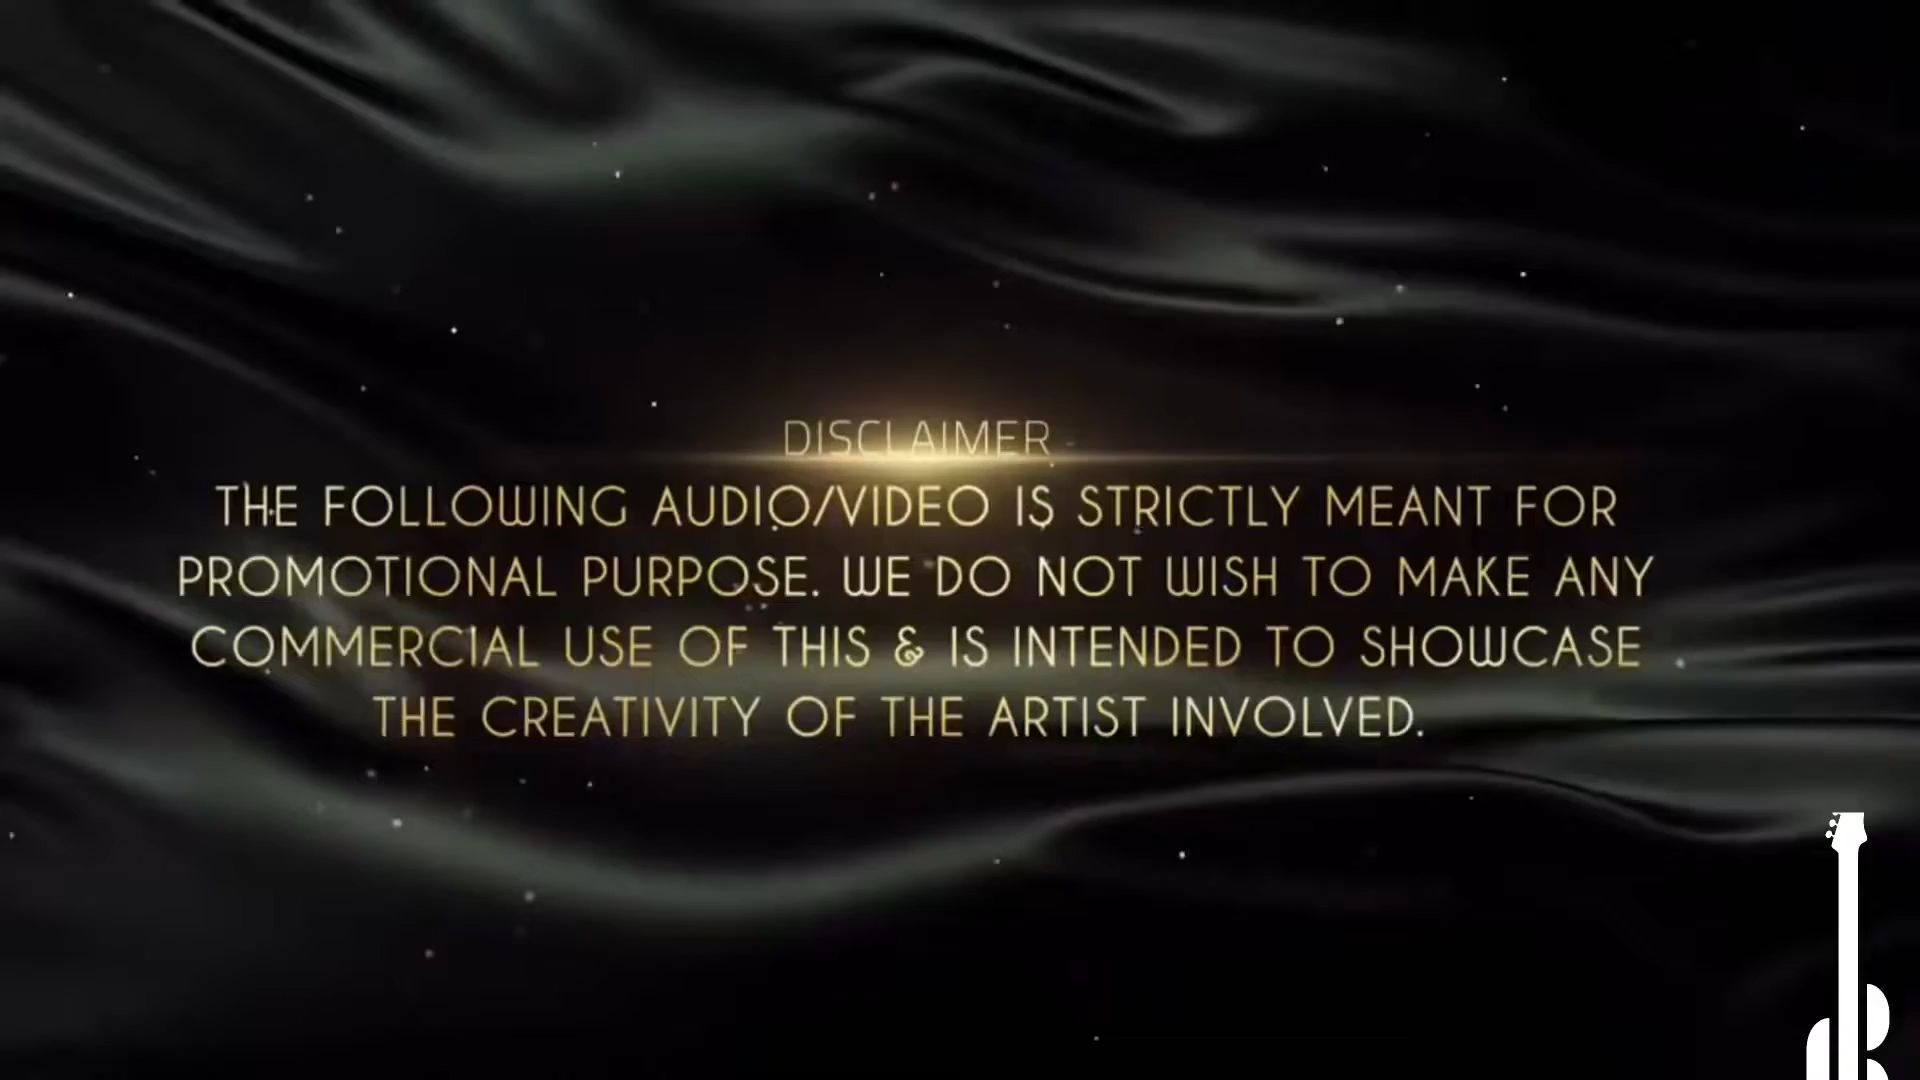 DISCLAIMER -
THE FOLLOWING AUDIO/VIDEO IS STRICTLY MEANT FOR
PROMOTIONAL PURPOSE. WE DO NOT WISH TO MAKE ANY
COMMERCIAL USE OF THIS & IS INTENDED TO SHOWCASE
THE CREATIVITY OF THE ARTIST INVOLVED.